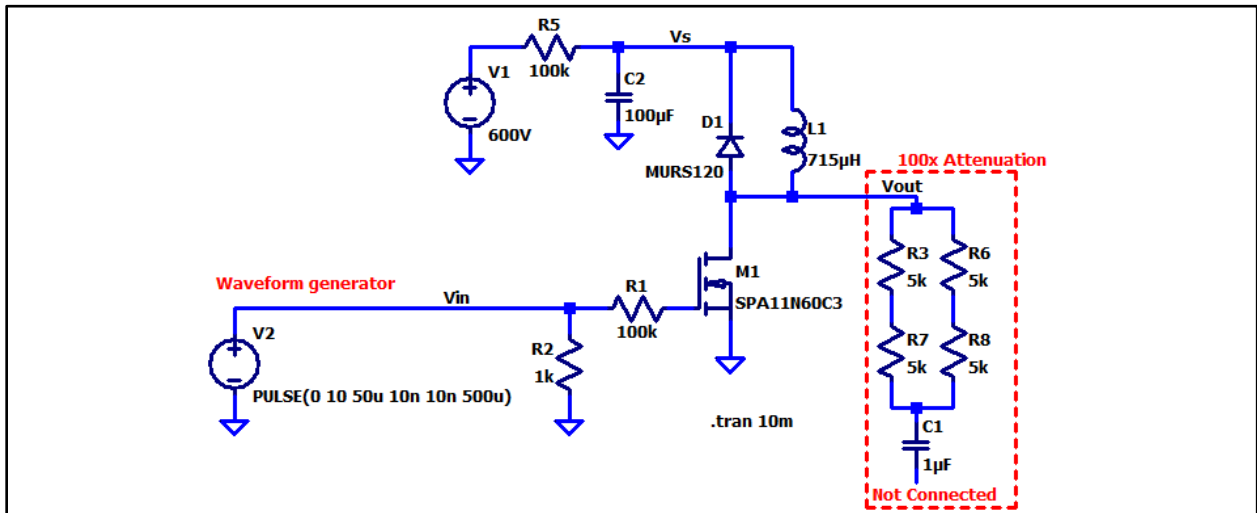 R5
100k
Vs
V1
600V
C2
100µF
D1
MURS120
L1
715µH
100x Attenuation
Vout
R3
5k
R6
5k
R7
5k
R8
5k
C1
1µF
Not Connected
M1
SPA11N60C3
R1
100k
Waveform generator
Vin
V2
PULSE(0 10 50u 10n 10n 500u)
R2
1k
.tran 10m